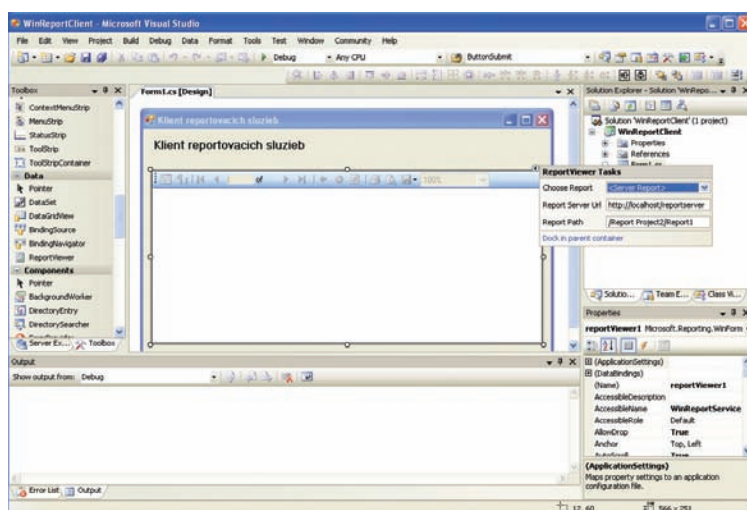 WinReportClient - Microsoft Visual Studio
File Edit View Project Build Debug Data Format Tools Test Window Community Help
Debug Any CPU ButtonSubmit
Toolbox
ContextMenuStrip
MenuStrip
StatusStrip
ToolStrip
ToolStripContainer
Data
Pointer
DataSet
DataGridView
BindingSource
BindingNavigator
ReportViewer
Components
Pointer
BackgroundWorker
DirectoryEntry
DirectorySearcher
Server Ex... Toolbox
Form1.cs [Design]
Klient reportovacich sluzieb
Klient reportovacich sluzieb
of 100%
ReportViewer Tasks
Choose Report <Server Report>
Report Server Url http://localhost/reportserver
Report Path /Report Project2/Report1
Dock in parent container
Solution Explorer - Solution 'WinRepo...
Solution 'WinReportClient' (1 project)
WinReportClient
Properties
References
Form1.cs
Solutio... Team E... Class Vi...
Properties
reportViewer1 Microsoft.Reporting.WinForm
(ApplicationSettings)
(DataBindings)
(Name) reportViewer1
AccessibleDescription
AccessibleName WinReportService
AccessibleRole Default
AllowDrop True
Anchor Top, Left
AutoScroll True
(ApplicationSettings)
Maps property settings to an application
configuration file.
Output
Show output from: Debug
Error List Output
12, 60 566 x 251